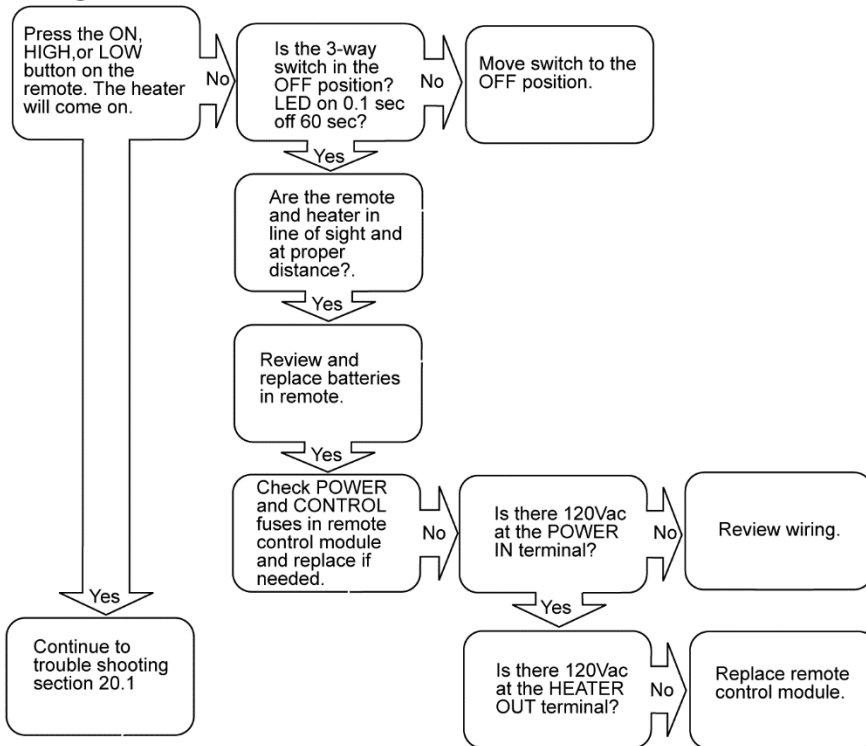 Press the ON,
HIGH,or LOW
button on the
remote. The heater
will come on.
No
Is the 3-way
switch in the
OFF position?
LED on 0.1 sec
off 60 sec?
No
Move switch to the
OFF position.
Yes
Are the remote
and heater in
line of sight and
at proper
distance?.
Yes
Review and
replace batteries
in remote.
Yes
Check POWER
and CONTROL
fuses in remote
control module
and replace if
needed.
No
Is there 120Vac
at the POWER
IN terminal?
No
Review wiring.
Yes
Yes
Continue to
trouble shooting
section 20.1
Is there 120Vac
at the HEATER
OUT terminal?
No
Replace remote
control module.